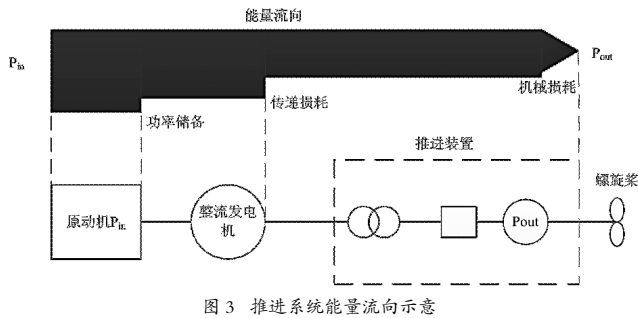 能量流向
Pin
Pout
机械损耗
传递损耗
功率储备
推进装置
螺旋桨
原动机Pin
整流发电
机
Pout
图 3 推进系统能量流向示意